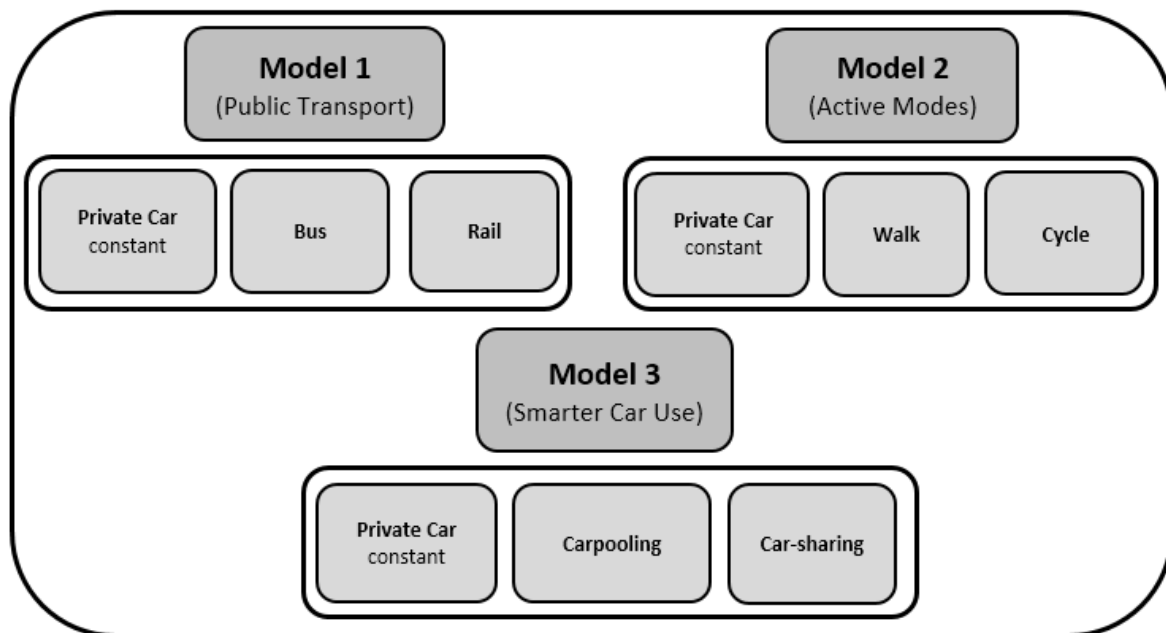 Model 1
(Public Transport)
Model 2
(Active Modes)
Private Car
constant
Bus
Rail
Private Car
constant
Walk
Cycle
Model 3
(Smarter Car Use)
Private Car
constant
Carpooling
Car-sharing